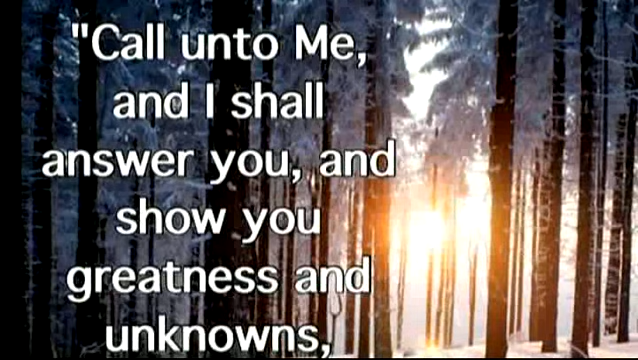 "Call unto Me,
and I shall
answer you, and
show you
greatness and
unknowns,